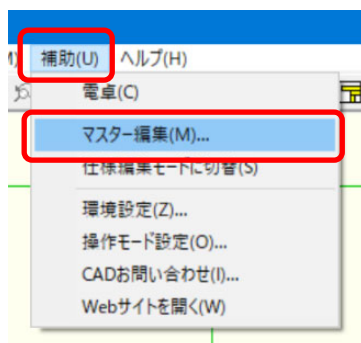 補助(U) ヘルプ(H)
電卓(C)
マスター編集(M)...
仕様編集モードに切替(S)
環境設定(Z)...
操作モード設定(O)...
CADお問い合わせ(I)...
Webサイトを開く(W)